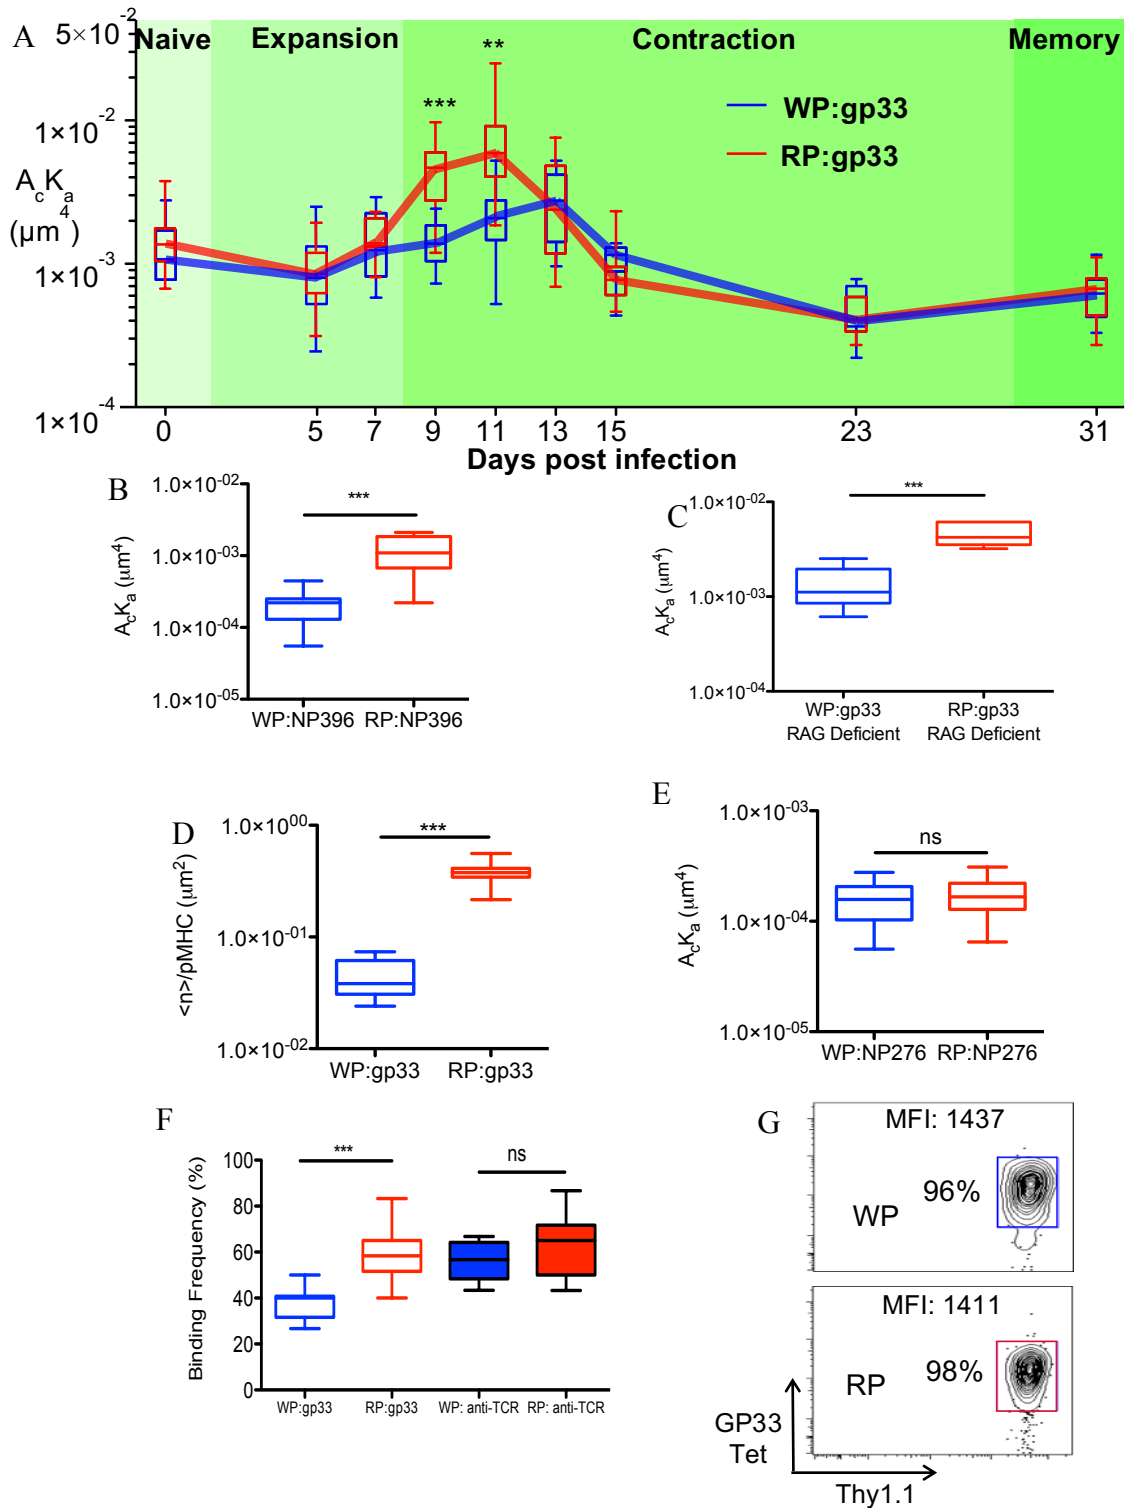 A
Naive Expansion Contraction Memory
5×10-2
1×10-2
1×10-3
1×10-4
AcKa
(µm4)
***
**
WP:gp33
RP:gp33
0 5 7 9 11 13 15 23 31
Days post infection
B
AcKa (µm4)
1.0×10-02
1.0×10-03
1.0×10-04
1.0×10-05
***
WP:NP396 RP:NP396
C
AcKa (µm4)
1.0×10-02
1.0×10-03
1.0×10-04
***
WP:gp33 RP:gp33
RAG Deficient RAG Deficient
D
<n>/pMHC (µm2)
1.0×1000
1.0×10-01
1.0×10-02
***
WP:gp33 RP:gp33
E
AcKa (µm4)
1.0×10-03
1.0×10-04
1.0×10-05
ns
WP:NP276 RP:NP276
F
Binding Frequency (%)
100
80
60
40
20
0
***
ns
WP:gp33 RP:gp33 WP: anti-TCR RP: anti-TCR
G
MFI: 1437
96%
WP
MFI: 1411
98%
RP
GP33
Tet
Thy1.1